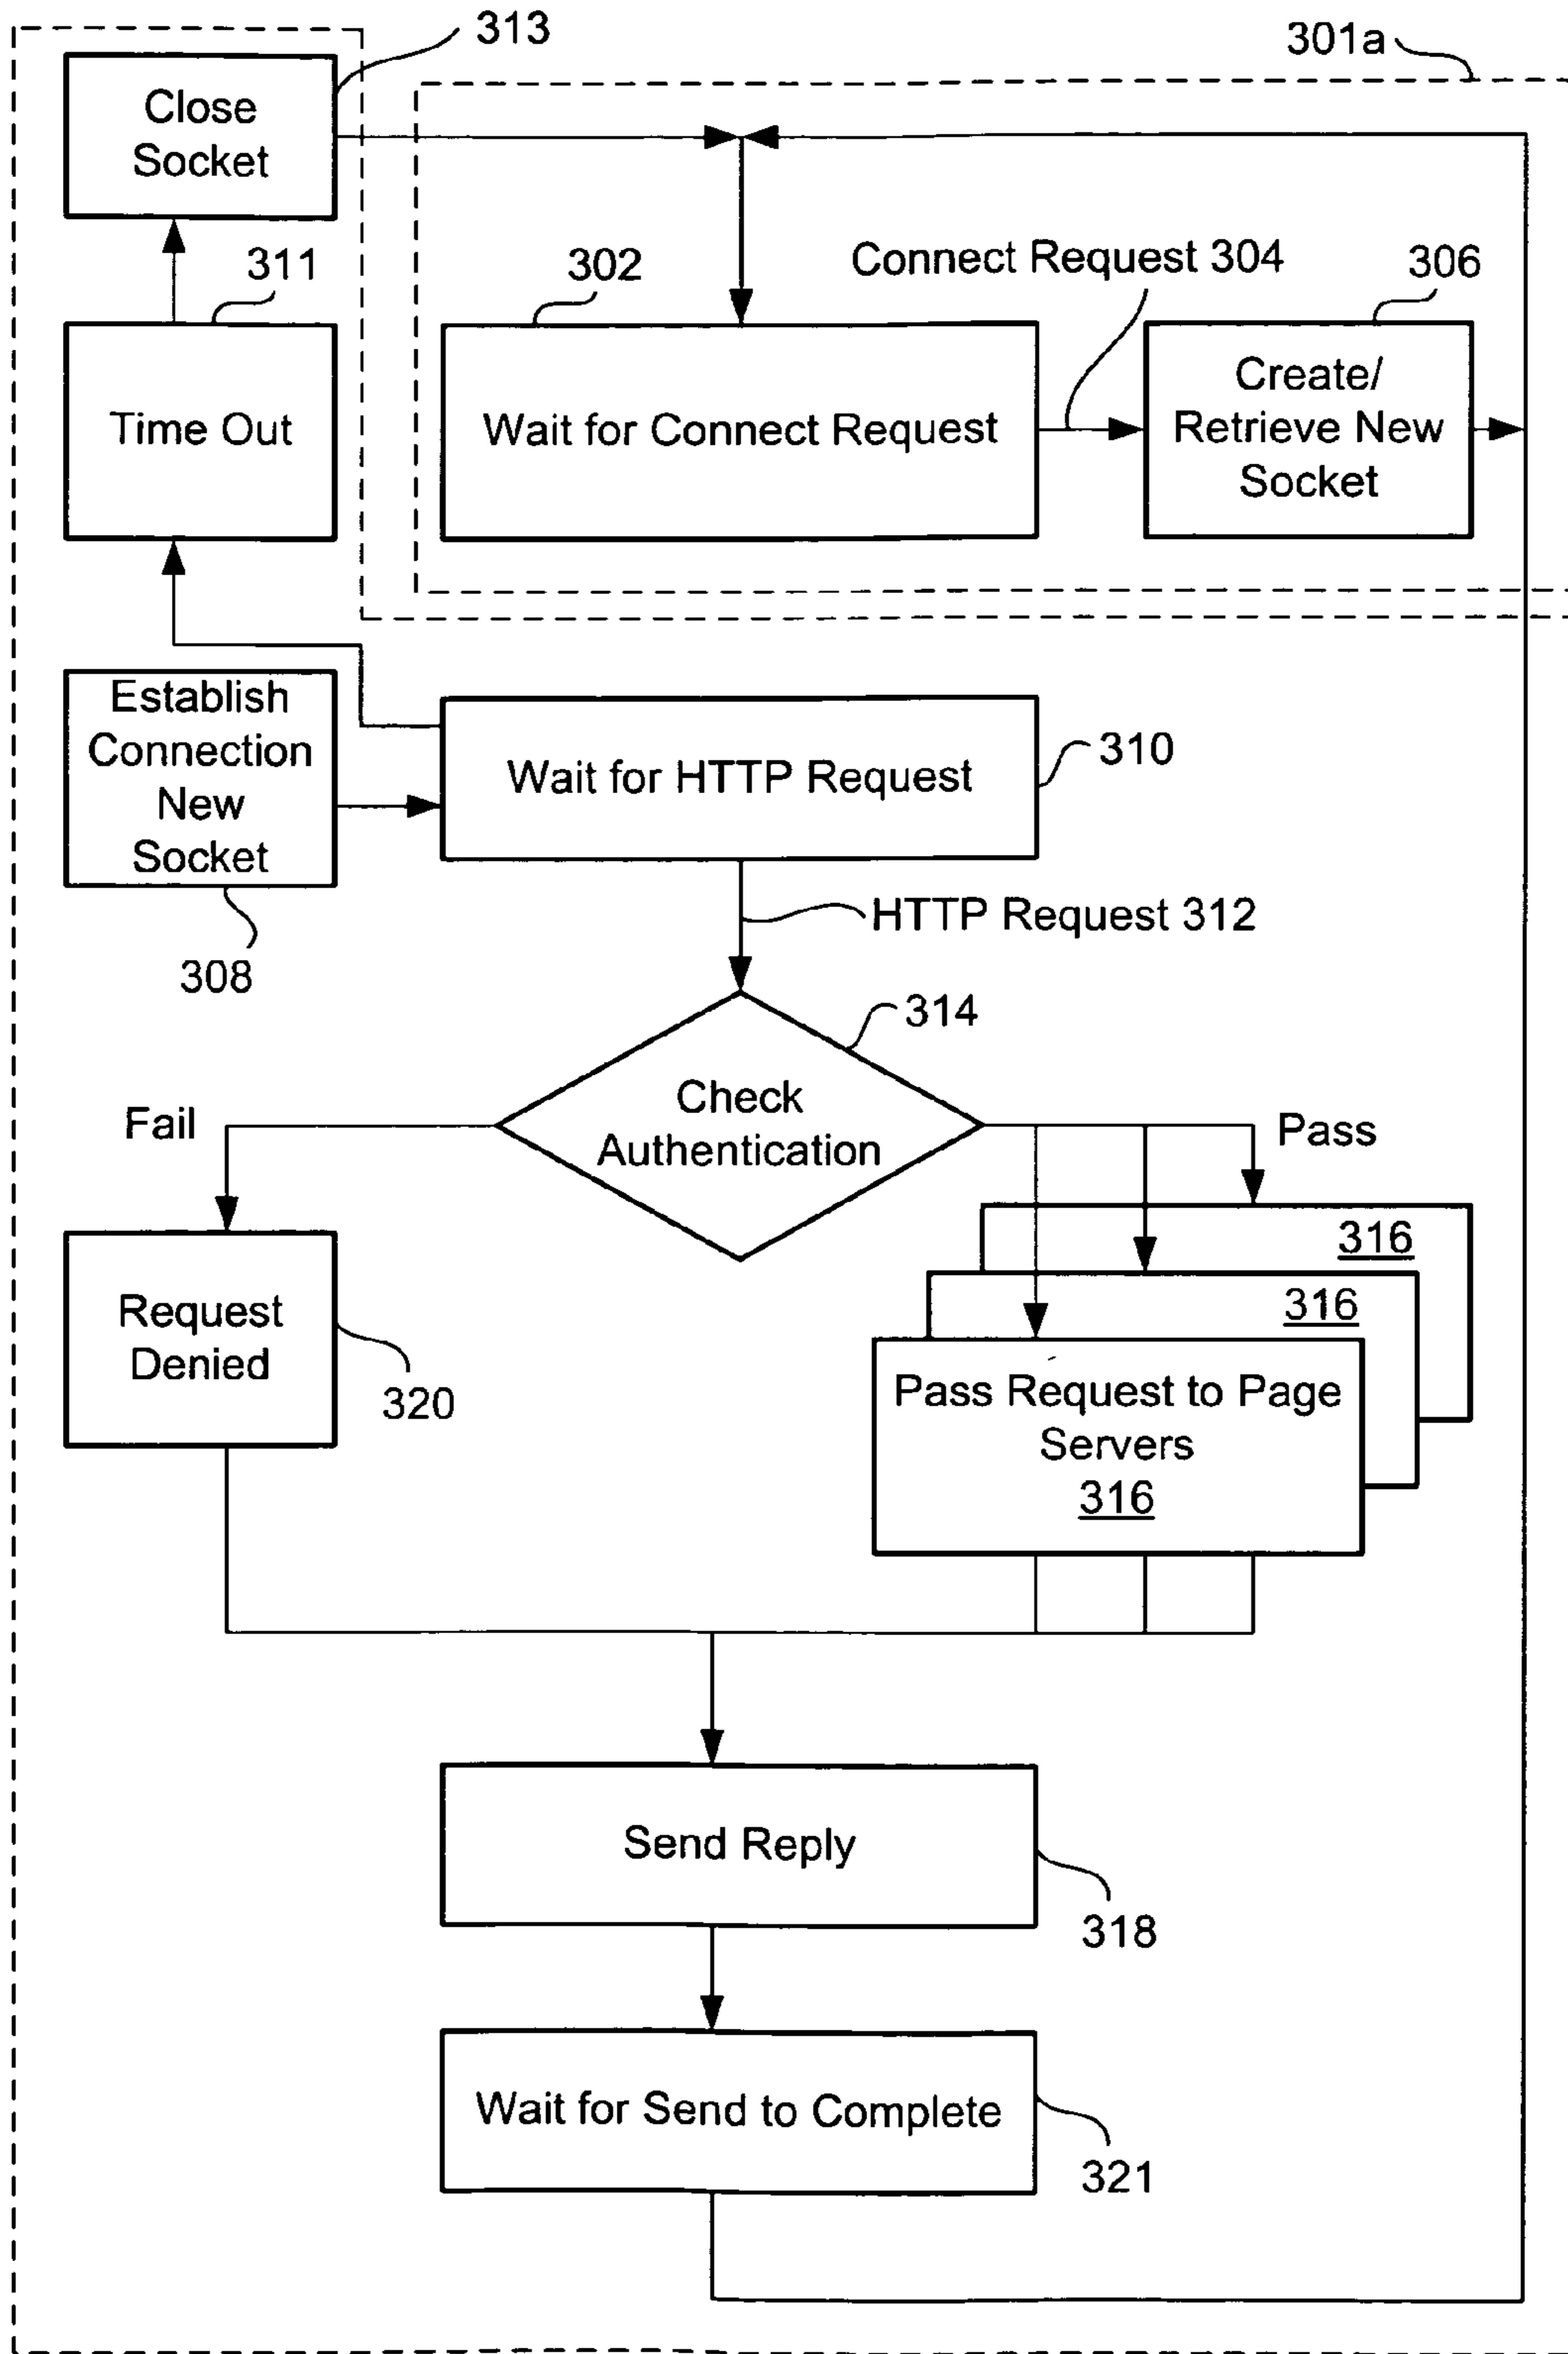 313
301a
Close
Socket
311
302
Connect Request 304
306
Time Out
Wait for Connect Request
Create/
Retrieve New
Socket
Establish
Connection
New
Socket
Wait for HTTP Request
310
308
HTTP Request 312
314
Check
Authentication
Fail
Pass
316
316
Request
Denied
320
Pass Request to Page
Servers
316
Send Reply
318
Wait for Send to Complete
321